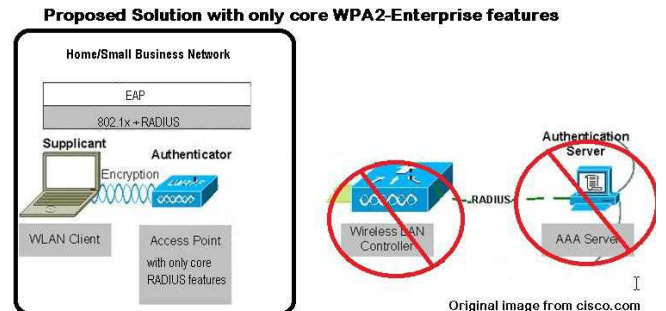 Proposed Solution with only core WPA2-Enterprise features
Home/Small Business Network
EAP
802.1x + RADIUS
Supplicant
Encryption
Authenticator
WLAN Client
Access Point
with only core
RADIUS features
RADIUS
Wireless LAN
Controller
Authentication
Server
AAA Server
Original image from cisco.com